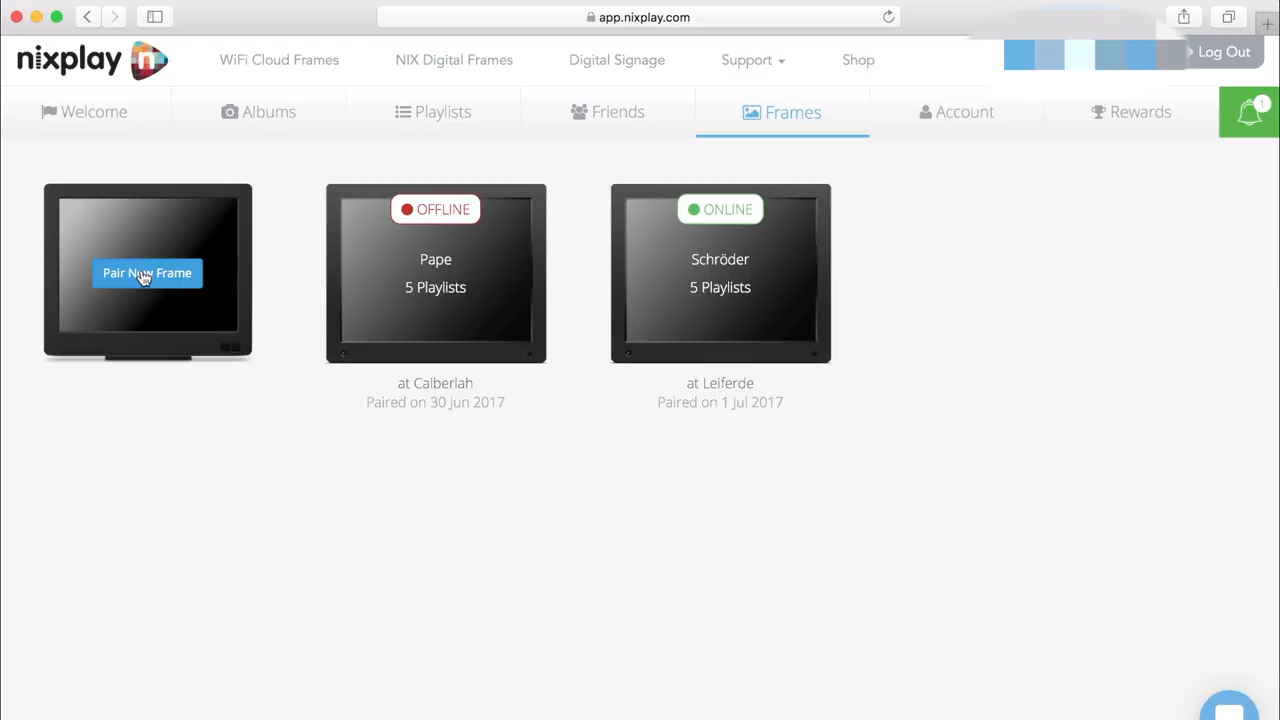 app.nixplay.com
nixplay n
WiFi Cloud Frames
NIX Digital Frames
Digital Signage
Support
Shop
Log Out
Welcome
Albums
Playlists
Friends
Frames
Account
Rewards
1
Pair New Frame
OFFLINE
Pape
5 Playlists
at Calberlah
Paired on 30 Jun 2017
ONLINE
Schröder
5 Playlists
at Leiferde
Paired on 1 Jul 2017